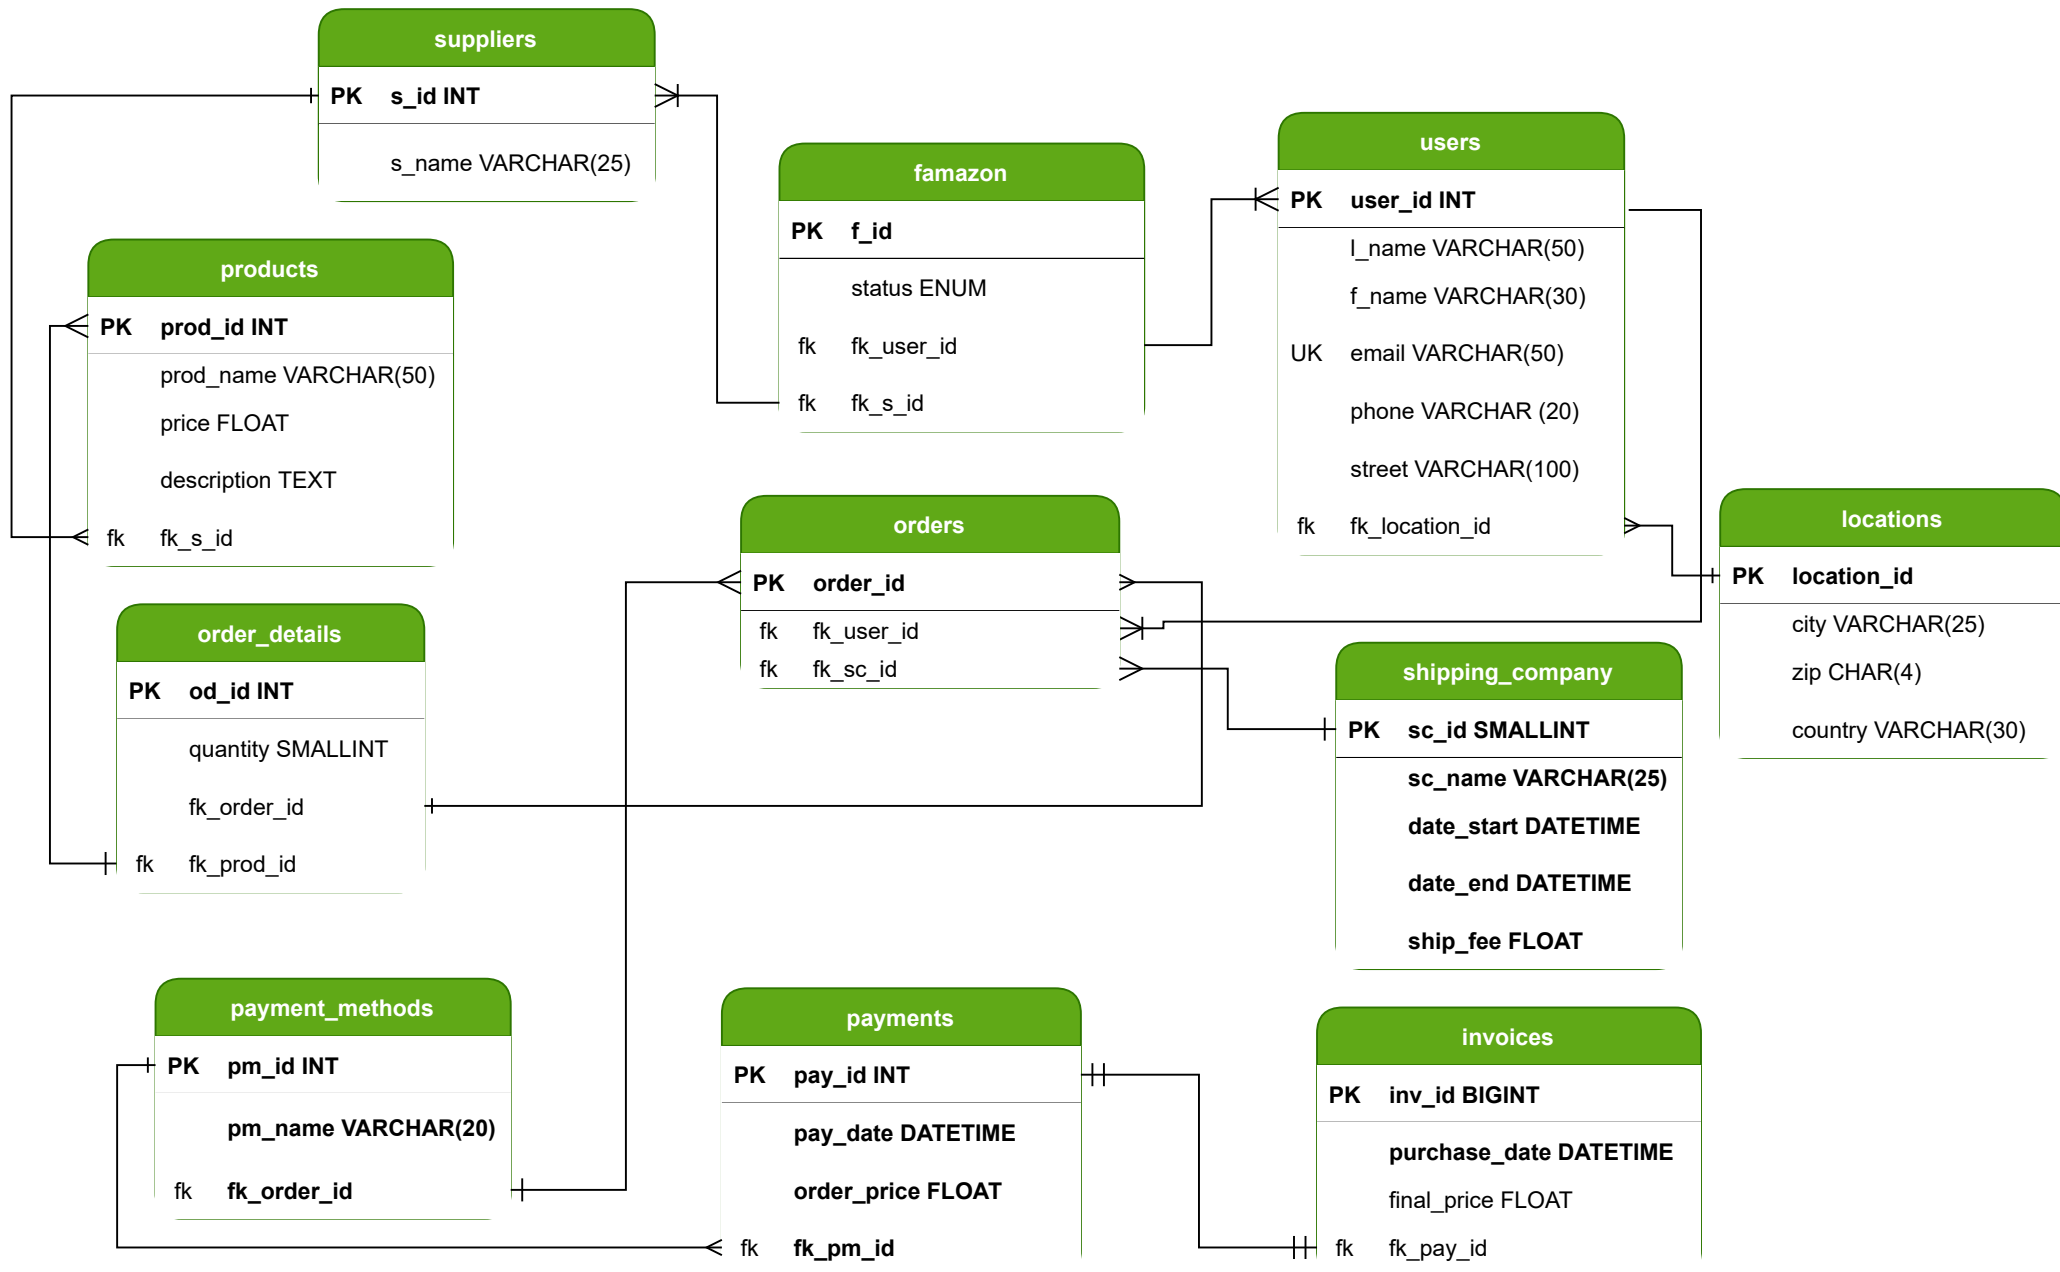 suppliers
PK s_id INT
s_name VARCHAR(25)
famazon
PK f_id
status ENUM
fk fk_user_id
fk fk_s_id
users
PK user_id INT
l_name VARCHAR(50)
f_name VARCHAR(30)
UK email VARCHAR(50)
phone VARCHAR (20)
street VARCHAR(100)
fk fk_location_id
products
PK prod_id INT
prod_name VARCHAR(50)
price FLOAT
description TEXT
fk fk_s_id
orders
PK order_id
fk fk_user_id
fk fk_sc_id
locations
PK location_id
city VARCHAR(25)
zip CHAR(4)
country VARCHAR(30)
order_details
PK od_id INT
quantity SMALLINT
fk_order_id
fk fk_prod_id
shipping_company
PK sc_id SMALLINT
sc_name VARCHAR(25)
date_start DATETIME
date_end DATETIME
ship_fee FLOAT
payment_methods
PK pm_id INT
pm_name VARCHAR(20)
fk fk_order_id
payments
PK pay_id INT
pay_date DATETIME
order_price FLOAT
fk fk_pm_id
invoices
PK inv_id BIGINT
purchase_date DATETIME
final_price FLOAT
fk fk_pay_id